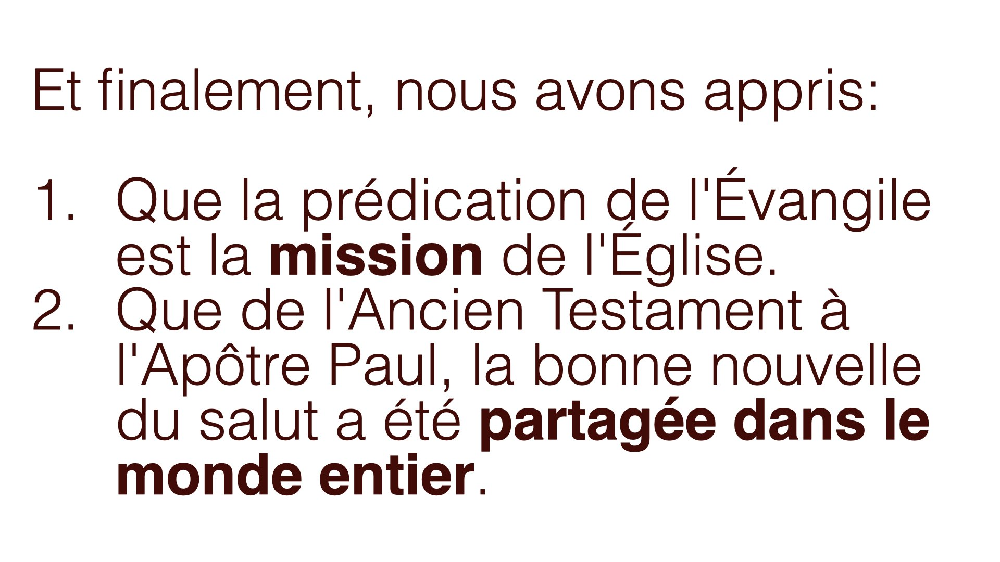 Et finalement, nous avons appris:
1. Que la prédication de l'Évangile
est la mission de l'Église.
2. Que de l'Ancien Testament à
l'Apôtre Paul, la bonne nouvelle
du salut a été partagée dans le
monde entier.